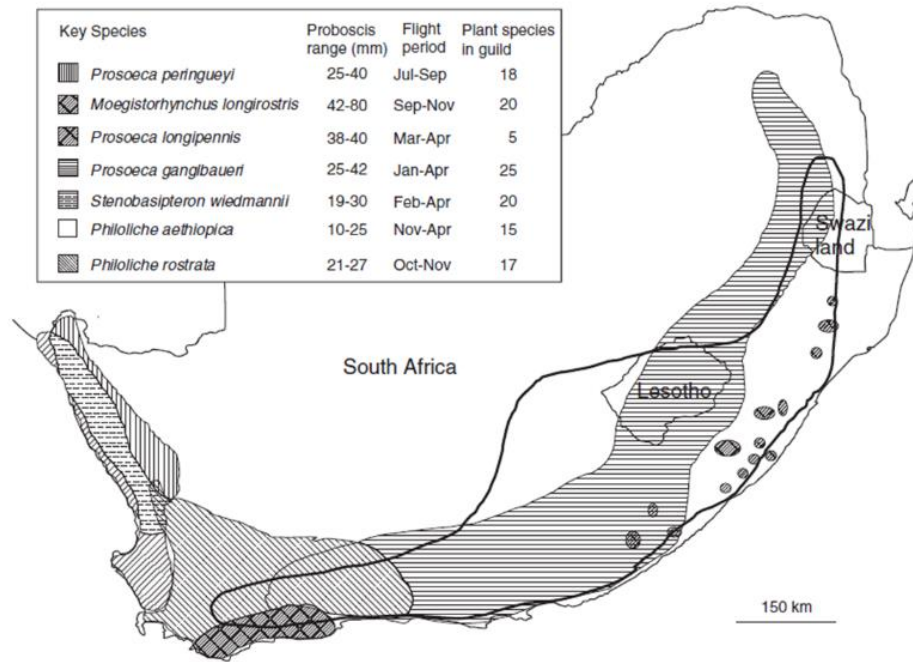 Key Species Proboscis range (mm) Flight period Plant species in guild
Prosoeca peringueyi 25-40 Jul-Sep 18
Moegistorhynchus longirostris 42-80 Sep-Nov 20
Prosoeca longipennis 38-40 Mar-Apr 5
Prosoeca ganglbaueri 25-42 Jan-Apr 25
Stenobasipteron wiedmannii 19-30 Feb-Apr 20
Philoliche aethiopica 10-25 Nov-Apr 15
Philoliche rostrata 21-27 Oct-Nov 17
Swazi
land
South Africa
Lesotho
150 km